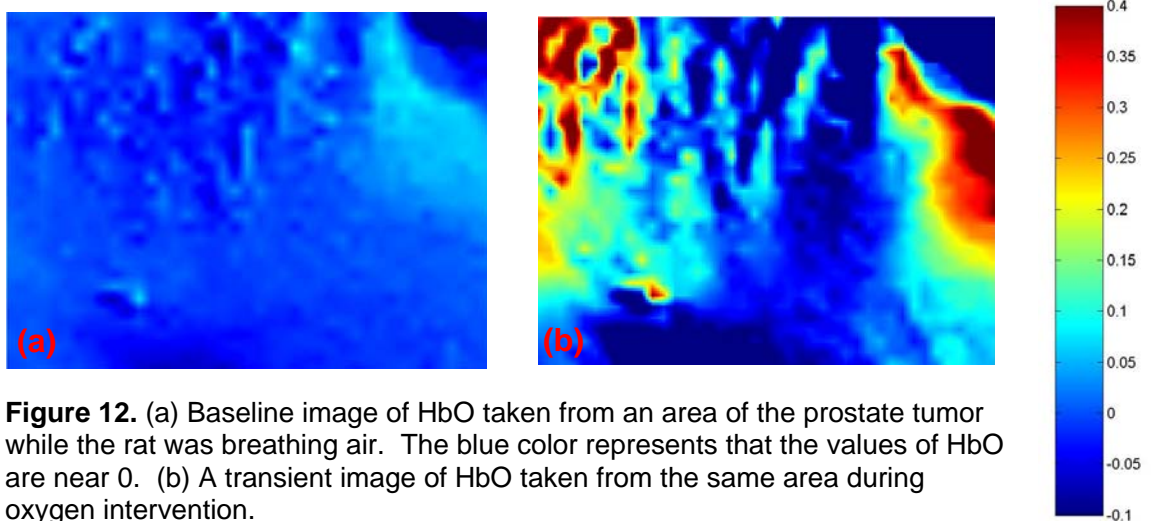 (a)
(b)
0.4
0.35
0.3
0.25
0.2
0.15
0.1
0.05
0
-0.05
-0.1
Figure 12. (a) Baseline image of HbO taken from an area of the prostate tumor
while the rat was breathing air. The blue color represents that the values of HbO
are near 0. (b) A transient image of HbO taken from the same area during
oxygen intervention.